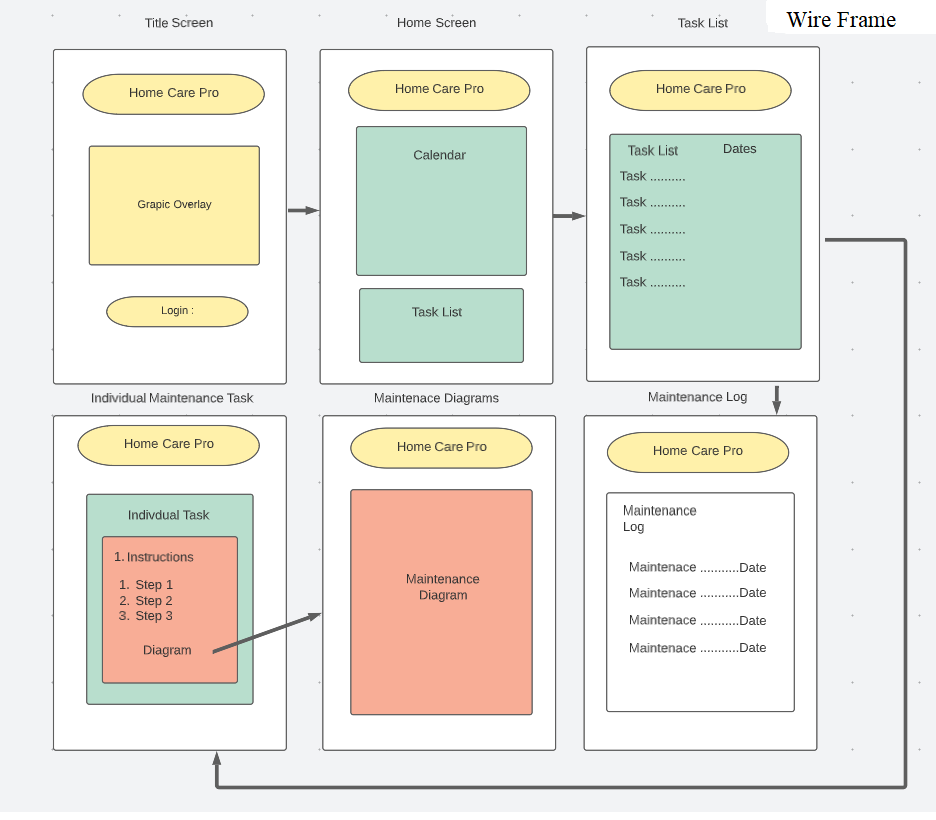 Wire Frame
Title Screen
Home Care Pro
Grapic Overlay
Login :
Home Screen
Home Care Pro
Calendar
Task List
Task List
Home Care Pro
Task List Dates
Task ..........
Task ..........
Task ..........
Task ..........
Task ..........
Individual Maintenance Task
Home Care Pro
Indivdual Task
1. Instructions
1. Step 1
2. Step 2
3. Step 3
Diagram
Maintenace Diagrams
Home Care Pro
Maintenance
Diagram
Maintenance Log
Home Care Pro
Maintenance
Log
Maintenace ...........Date
Maintenace ...........Date
Maintenace ...........Date
Maintenace ...........Date